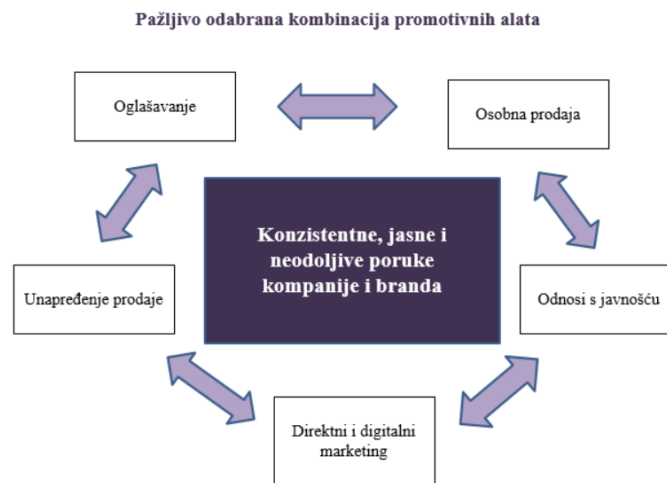 Pažljivo odabrana kombinacija promotivnih alata
Oglašavanje
Osobna prodaja
Konzistentne, jasne i
neodoljive poruke
kompanije i branda
Unapređenje prodaje
Odnosi s javnošću
Direktni i digitalni
marketing